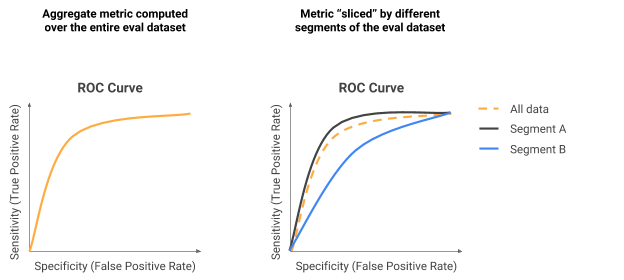 Aggregate metric computed
over the entire eval dataset
ROC Curve
Sensitivity (True Positive Rate)
Specificity (False Positive Rate)
Metric “sliced” by different
segments of the eval dataset
ROC Curve
Sensitivity (True Positive Rate)
Specificity (False Positive Rate)
All data
Segment A
Segment B